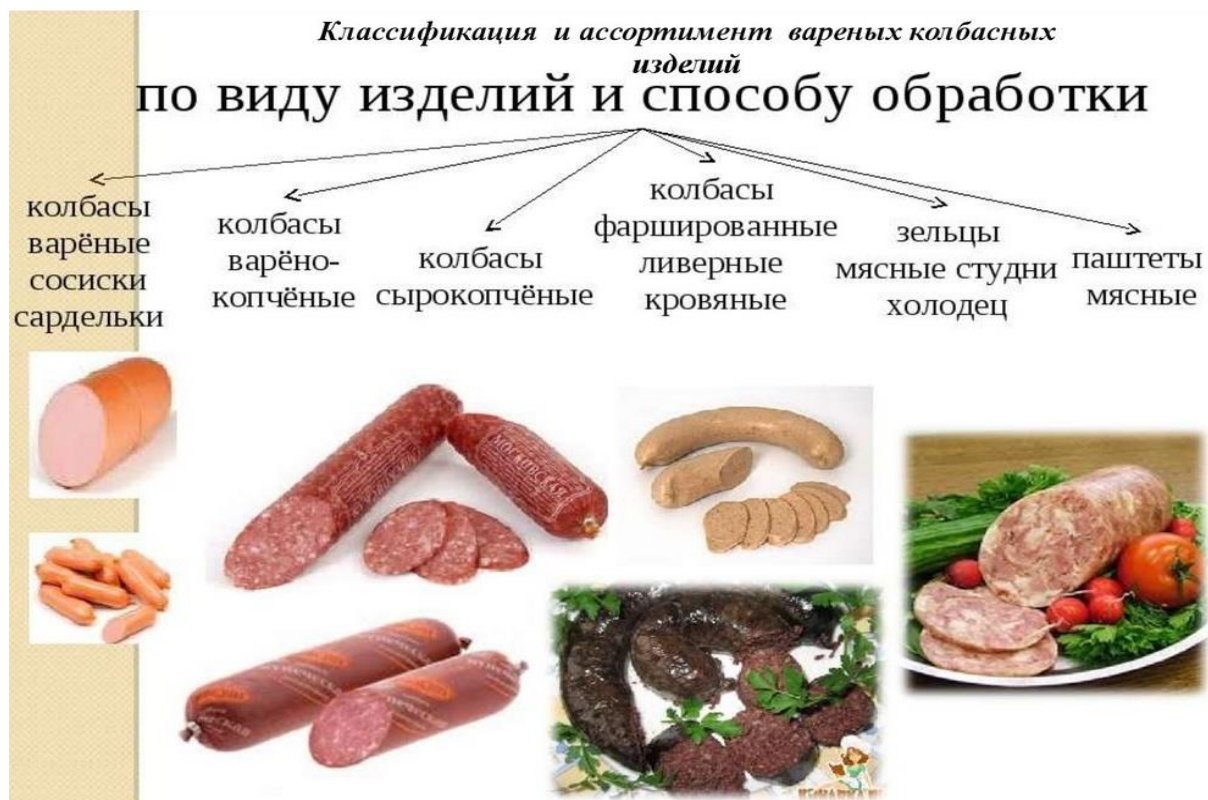 Классификация и ассортимент вареных колбасных
изделий
по виду изделий и способу обработки
колбасы
варёные
сосиски
сардельки
колбасы
варёно-
копчёные
колбасы
сырокопчёные
колбасы
фаршированные
ливерные
кровяные
зельцы
мясные студни
холодец
паштеты
мясные
МОСКОВСКАЯ